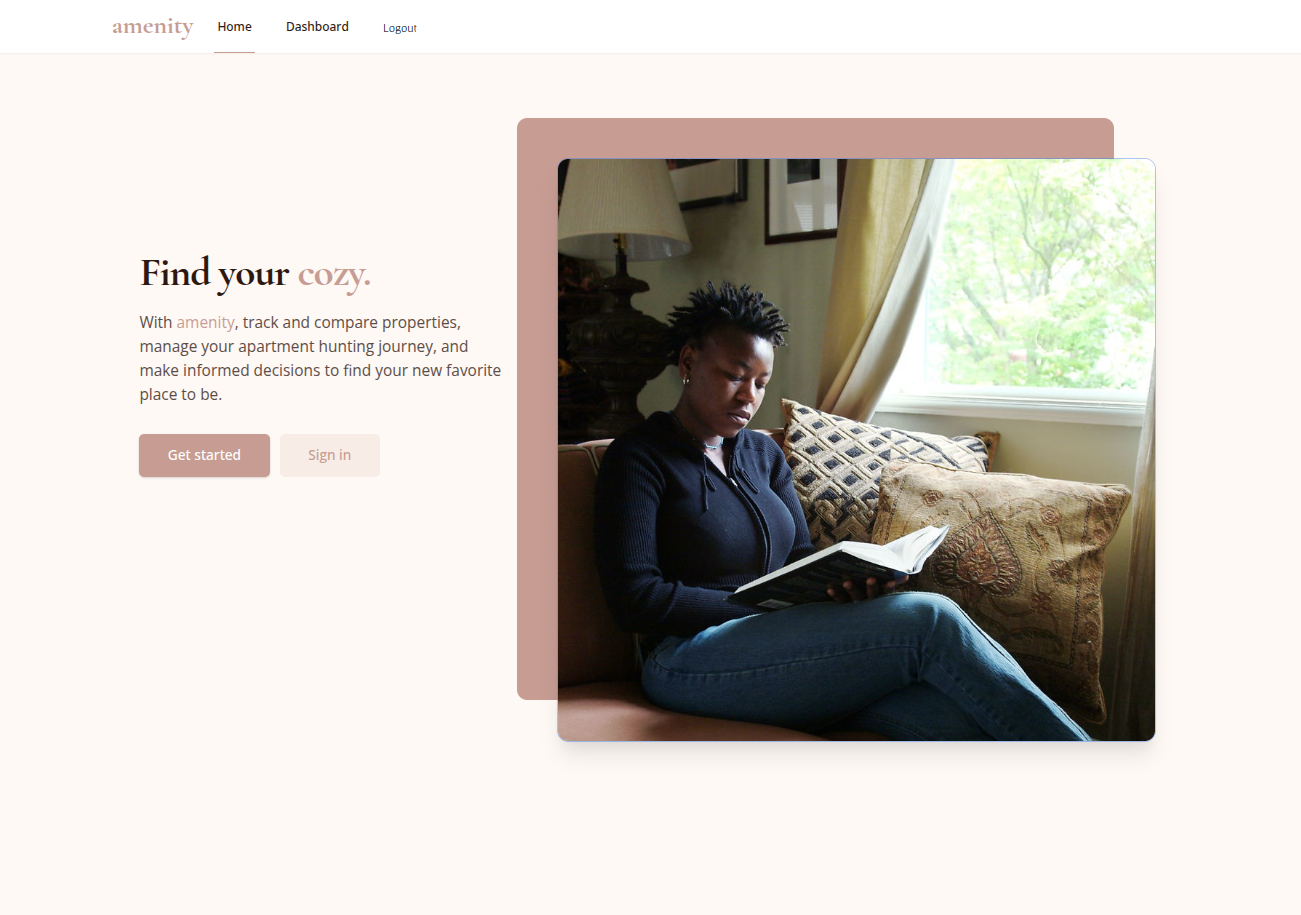 amenity Home Dashboard Logout
Find your cozy.
With amenity, track and compare properties,
manage your apartment hunting journey, and
make informed decisions to find your new favorite
place to be.
Get started Sign in